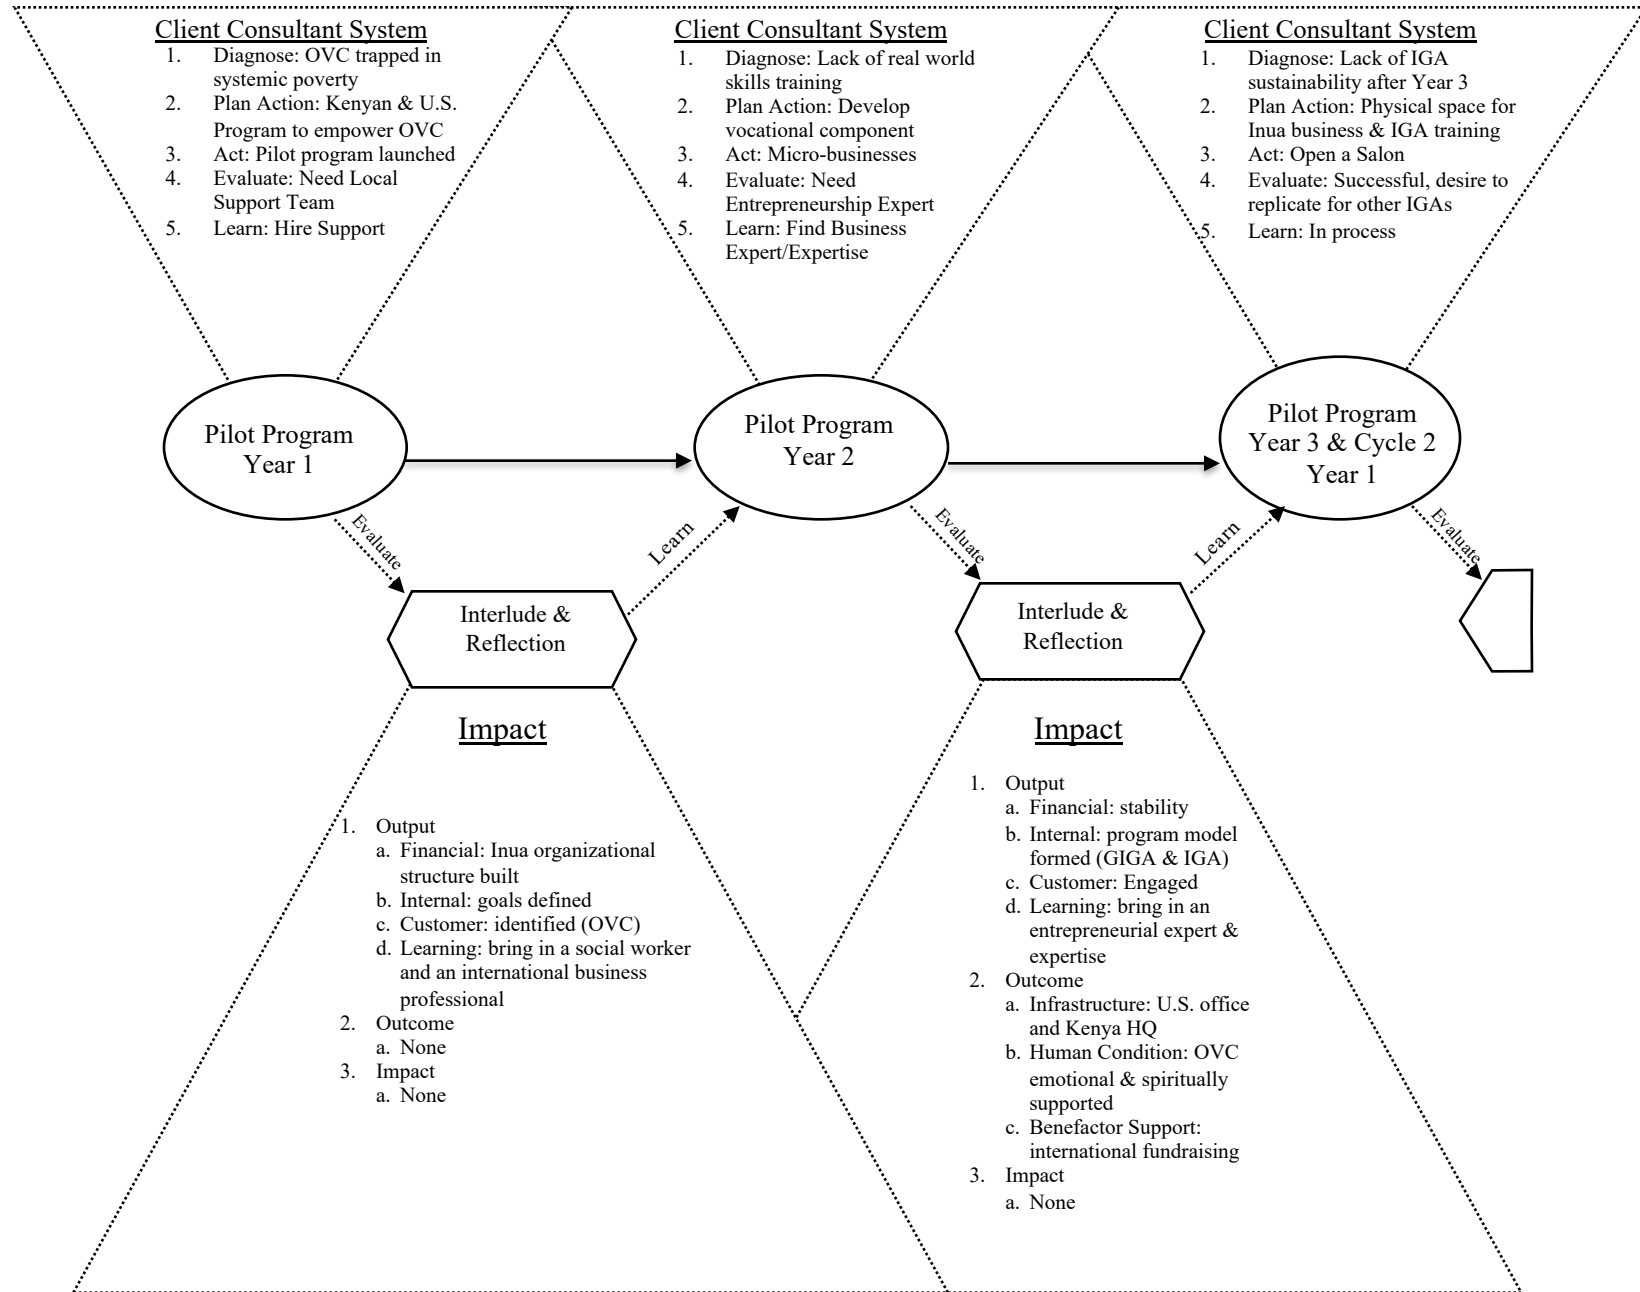 Client Consultant System
1. Diagnose: OVC trapped in
systemic poverty
2. Plan Action: Kenyan & U.S.
Program to empower OVC
3. Act: Pilot program launched
4. Evaluate: Need Local
Support Team
5. Learn: Hire Support
Client Consultant System
1. Diagnose: Lack of real world
skills training
2. Plan Action: Develop
vocational component
3. Act: Micro-businesses
4. Evaluate: Need
Entrepreneurship Expert
5. Learn: Find Business
Expert/Expertise
Client Consultant System
1. Diagnose: Lack of IGA
sustainability after Year 3
2. Plan Action: Physical space for
Inua business & IGA training
3. Act: Open a Salon
4. Evaluate: Successful, desire to
replicate for other IGAs
5. Learn: In process
Pilot Program
Year 1
Pilot Program
Year 2
Pilot Program
Year 3 & Cycle 2
Year 1
Evaluate
Learn
Evaluate
Learn
Evaluate
Interlude &
Reflection
Interlude &
Reflection
Impact
1. Output
a. Financial: Inua organizational
structure built
b. Internal: goals defined
c. Customer: identified (OVC)
d. Learning: bring in a social worker
and an international business
professional
2. Outcome
a. None
3. Impact
a. None
Impact
1. Output
a. Financial: stability
b. Internal: program model
formed (GIGA & IGA)
c. Customer: Engaged
d. Learning: bring in an
entrepreneurial expert &
expertise
2. Outcome
a. Infrastructure: U.S. office
and Kenya HQ
b. Human Condition: OVC
emotional & spiritually
supported
c. Benefactor Support:
international fundraising
3. Impact
a. None